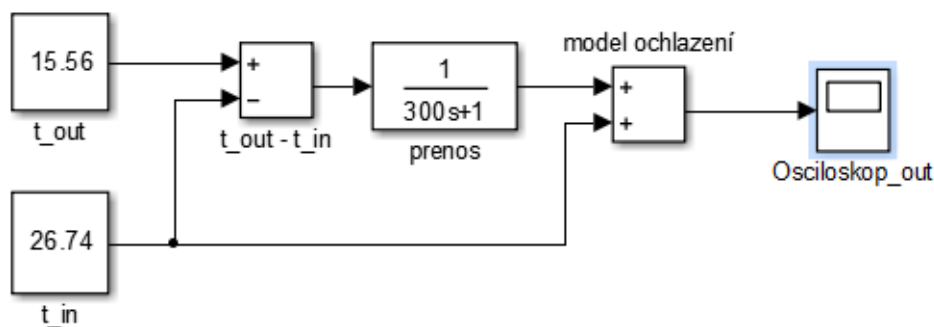 15.56
t_out
+
−
t_out - t_in
1
300s+1
prenos
model ochlazení
+
+
Osciloskop_out
26.74
t_in